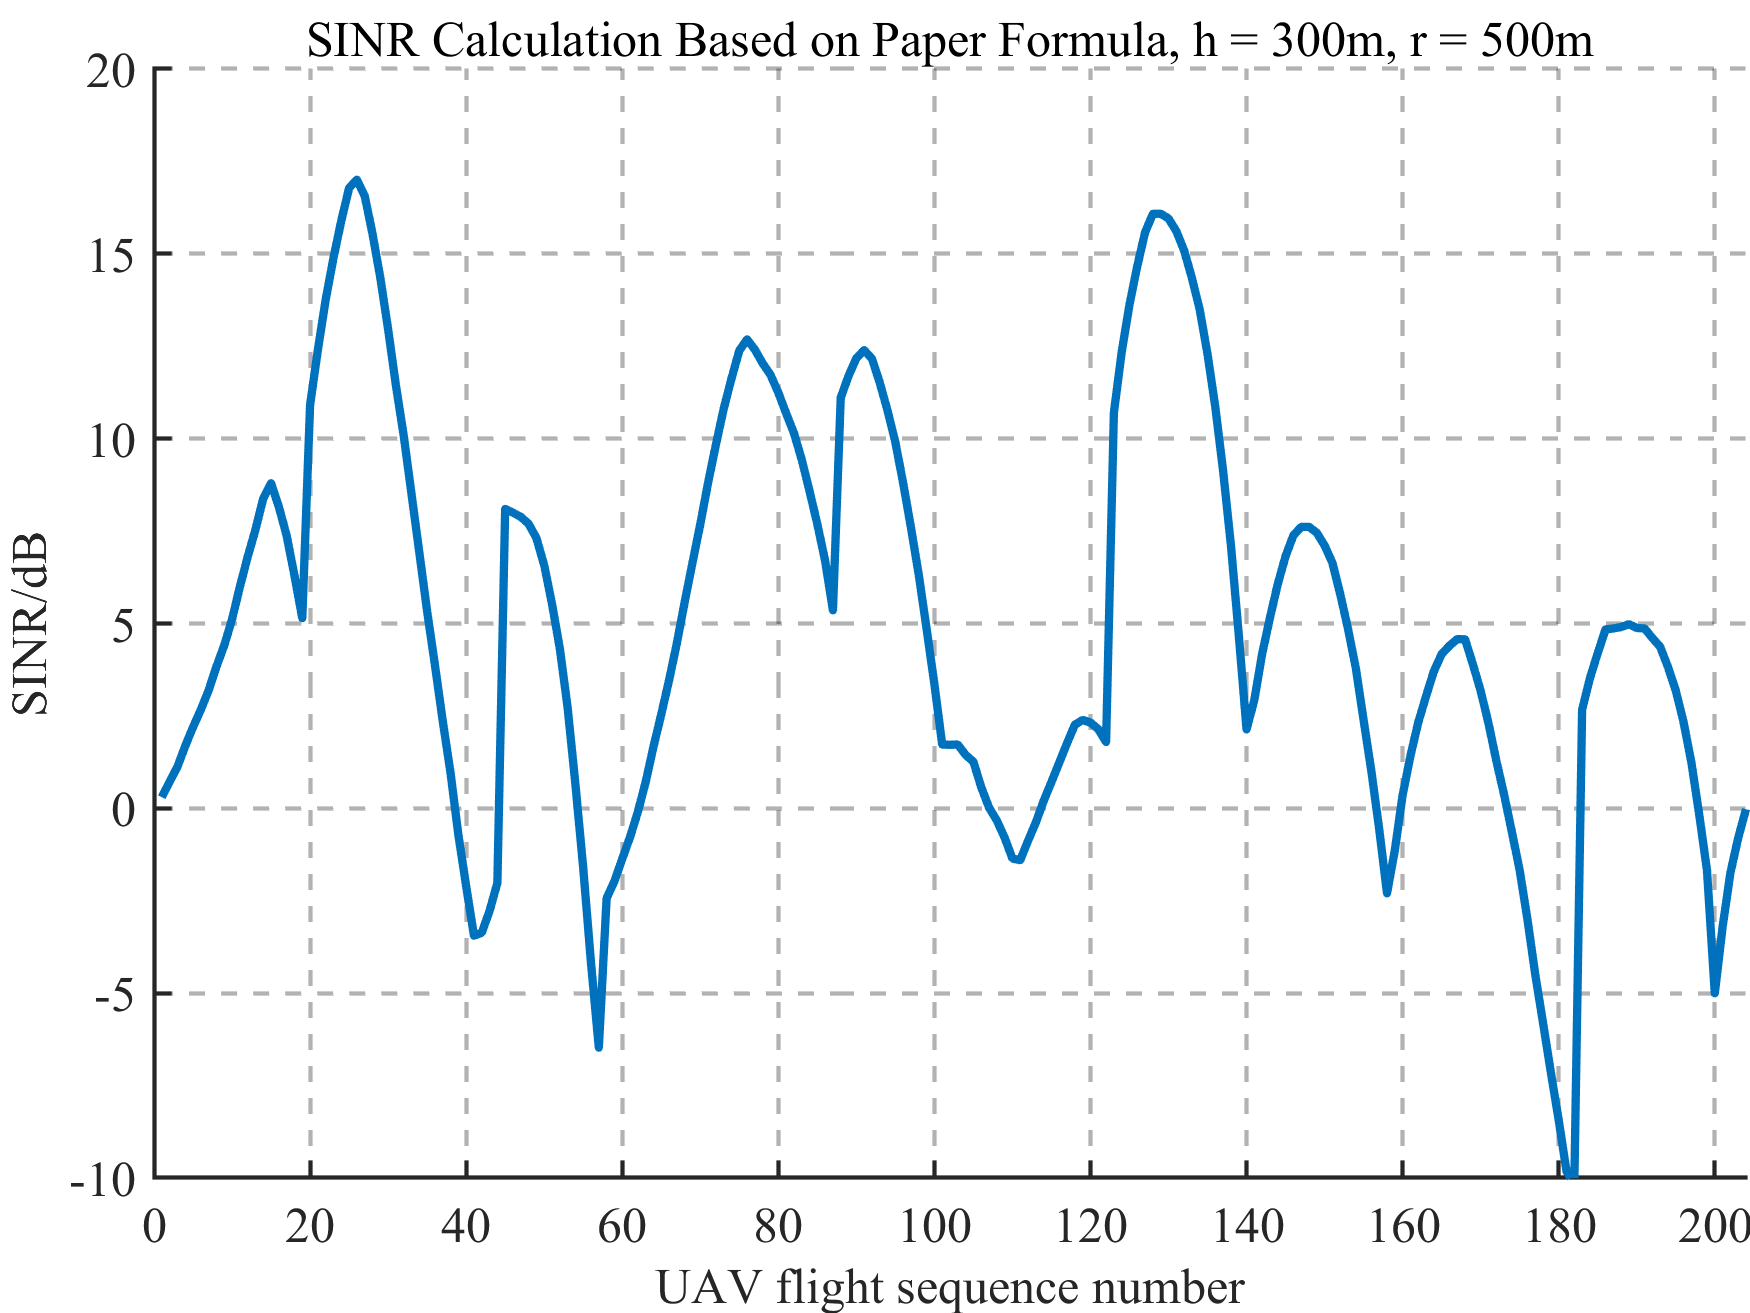 SINR Calculation Based on Paper Formula, h = 300m, r = 500m
20
15
10
5
0
-5
-10
SINR/dB
0 20 40 60 80 100 120 140 160 180 200
UAV flight sequence number